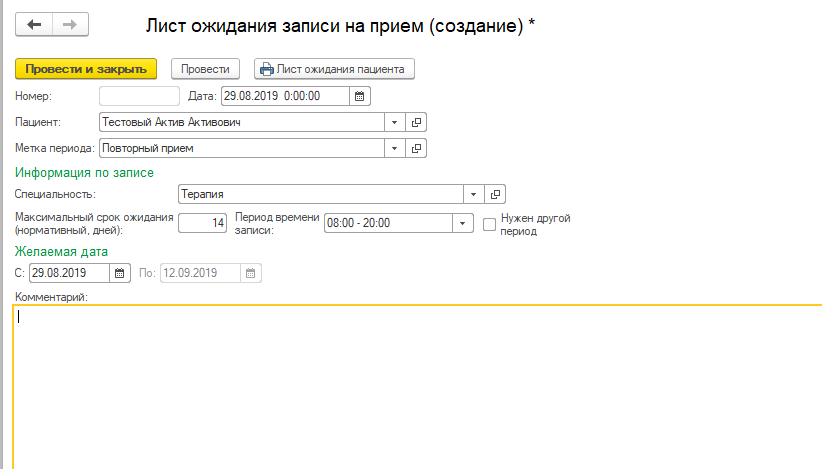 Лист ожидания записи на прием (создание) *
Провести и закрыть Провести Лист ожидания пациента
Номер: Дата: 29.08.2019 0:00:00
Пациент: Тестовый Актив Активович
Метка периода: Повторный прием
Информация по записе
Специальность: Терапия
Максимальный срок ожидания (нормативный, дней): 14 Период времени записи: 08:00 - 20:00 Нужен другой период
Желаемая дата
С: 29.08.2019 По: 12.09.2019
Комментарий: